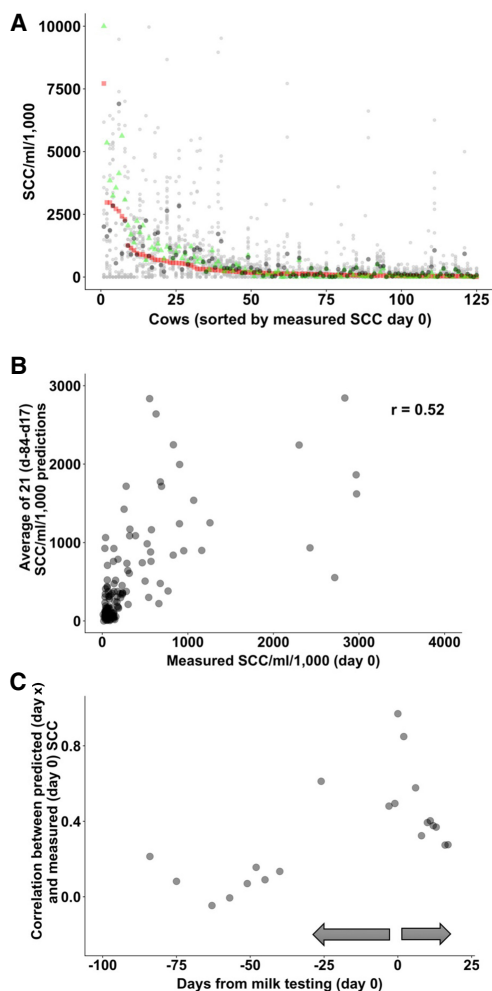 A
10000
7500
5000
2500
0
SCC/ml/1,000
0 25 50 75 100 125
Cows (sorted by measured SCC day 0)
B
3000
2000
1000
0
Average of 21 (d-84-d17)
SCC/ml/1,000 predictions
r = 0.52
0 1000 2000 3000 4000
Measured SCC/ml/1,000 (day 0)
C
0.8
0.4
0.0
Correlation between predicted (day x)
and measured (day 0) SCC
-100 -75 -50 -25 0 25
Days from milk testing (day 0)